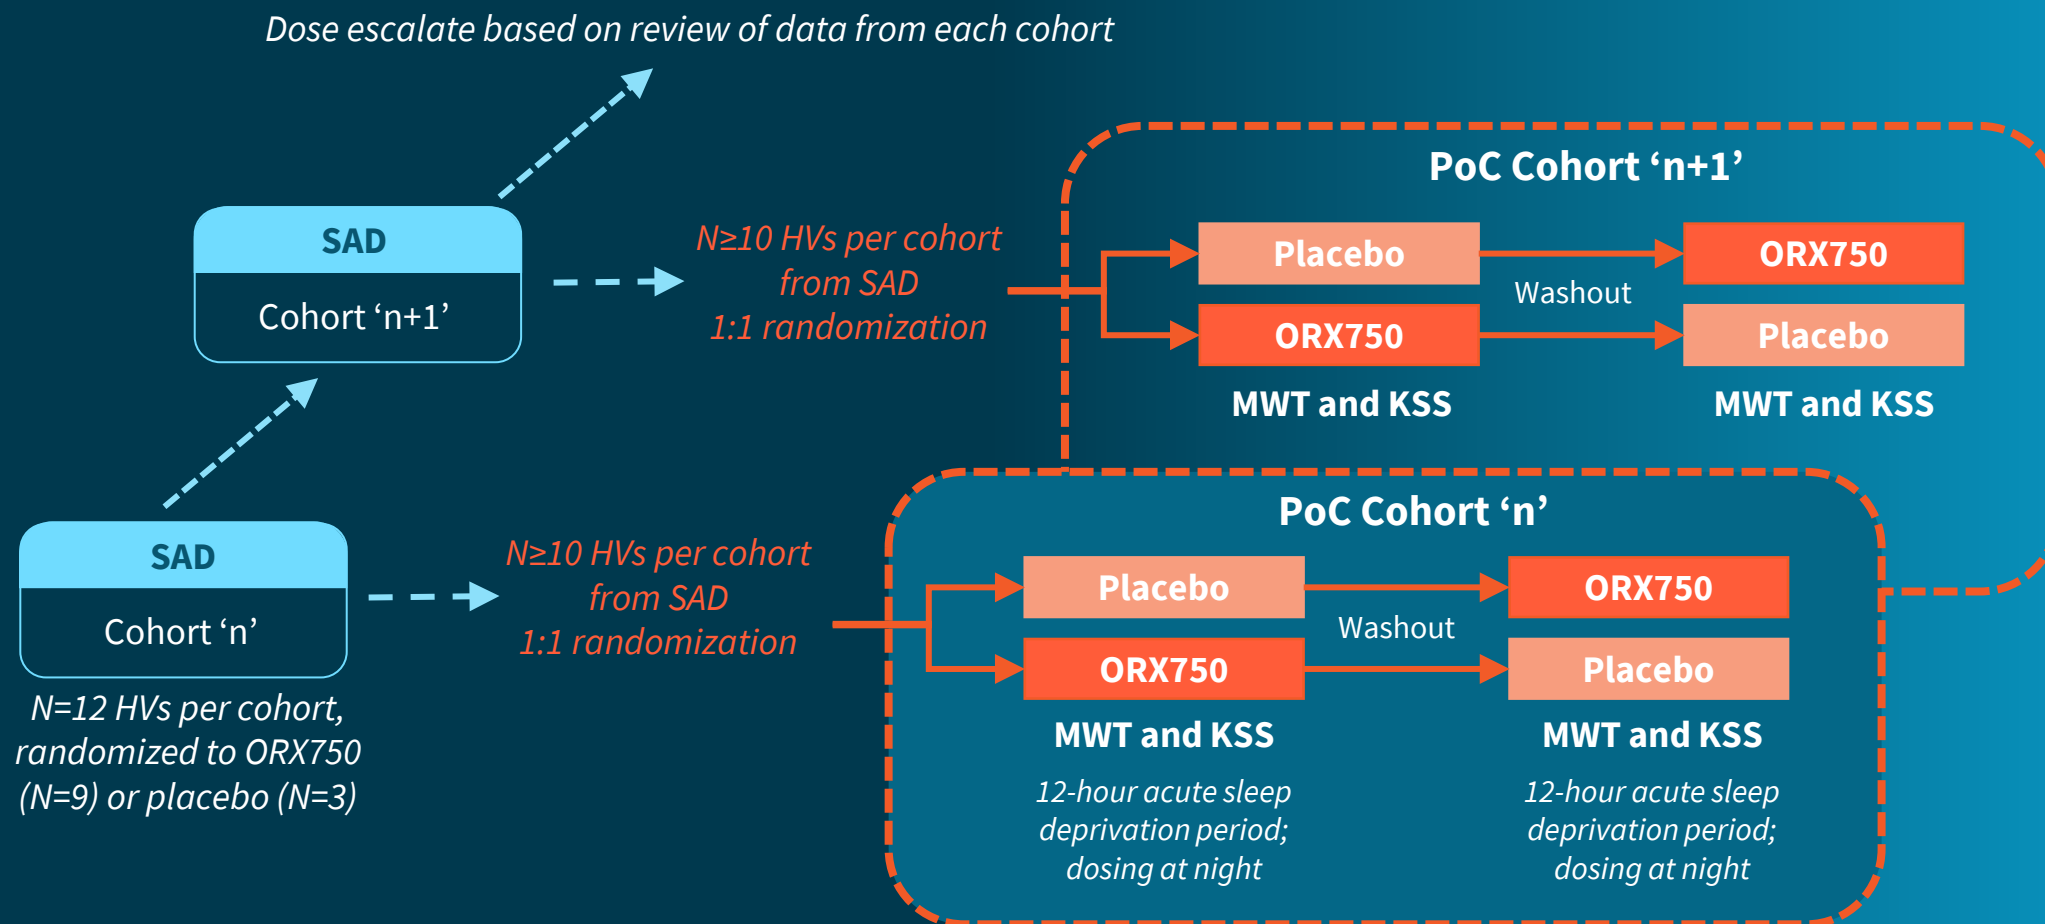 Dose escalate based on review of data from each cohort
SAD
Cohort ‘n+1’
N≥10 HVs per cohort
from SAD
1:1 randomization
PoC Cohort ‘n+1’
Placebo
ORX750
Washout
ORX750
Placebo
MWT and KSS
MWT and KSS
SAD
Cohort ‘n’
N=12 HVs per cohort,
randomized to ORX750
(N=9) or placebo (N=3)
N≥10 HVs per cohort
from SAD
1:1 randomization
PoC Cohort ‘n’
Placebo
ORX750
Washout
ORX750
Placebo
MWT and KSS
12-hour acute sleep
deprivation period;
dosing at night
MWT and KSS
12-hour acute sleep
deprivation period;
dosing at night